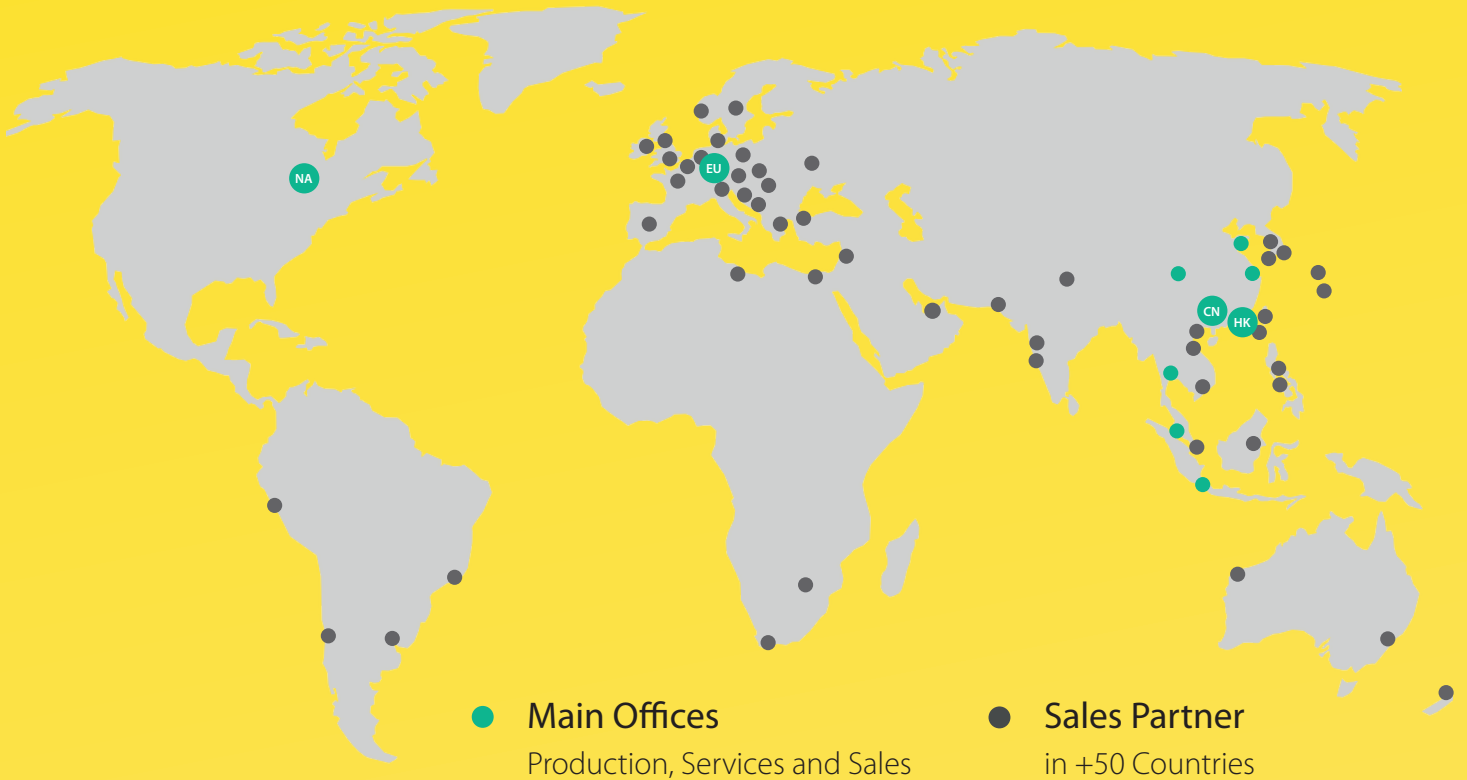 NA
EU
CN
HK
Main Offices
Production, Services and Sales
Sales Partner
in +50 Countries